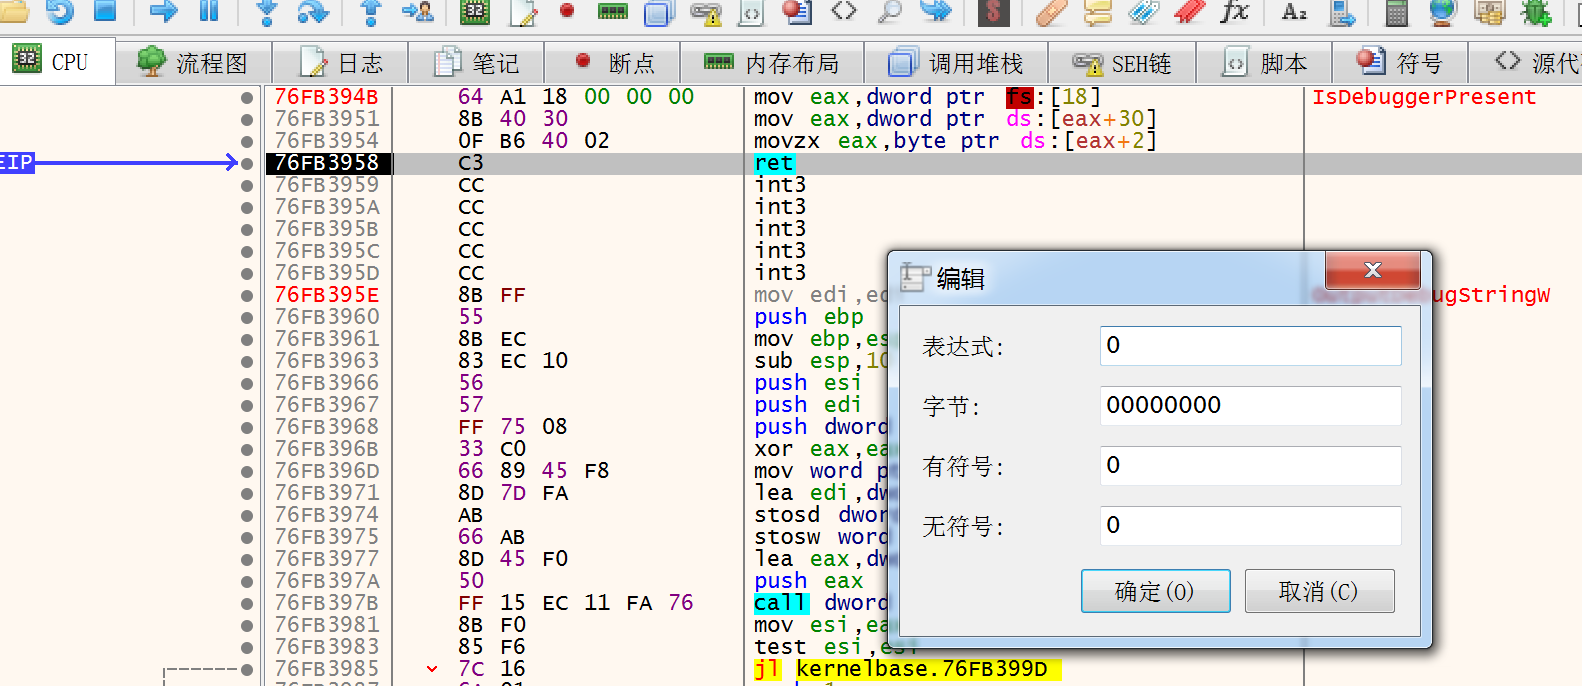 $ fx Az
CPU 流程图 日志 笔记 断点 内存布局 调用堆栈 SEH链 脚本 符号 源代
76FB394B 64 A1 18 00 00 00 mov eax,dword ptr fs:[18] IsDebuggerPresent
76FB3951 8B 40 30 mov eax,dword ptr ds:[eax+30]
76FB3954 0F B6 40 02 movzx eax,byte ptr ds:[eax+2]
EIP 76FB3958 C3 ret
76FB3959 CC int3
76FB395A CC int3
76FB395B CC int3
76FB395C CC int3
76FB395D CC int3
76FB395E 8B FF mov edi,ed OutputDebugStringW
76FB3960 55 push ebp
76FB3961 8B EC mov ebp,es
76FB3963 83 EC 10 sub esp,10
76FB3966 56 push esi
76FB3967 57 push edi
76FB3968 FF 75 08 push dword
76FB396B 33 C0 xor eax,ea
76FB396D 66 89 45 F8 mov word pt
76FB3971 8D 7D FA lea edi,dw
76FB3974 AB stosd dwor
76FB3975 66 AB stosw word
76FB3977 8D 45 F0 lea eax,dw
76FB397A 50 push eax
76FB397B FF 15 EC 11 FA 76 call dword
76FB3981 8B F0 mov esi,ea
76FB3983 85 F6 test esi,esi
76FB3985 7C 16 jl kernelbase.76FB399D
编辑
表达式: 0
字节: 00000000
有符号: 0
无符号: 0
确定(O) 取消(C)